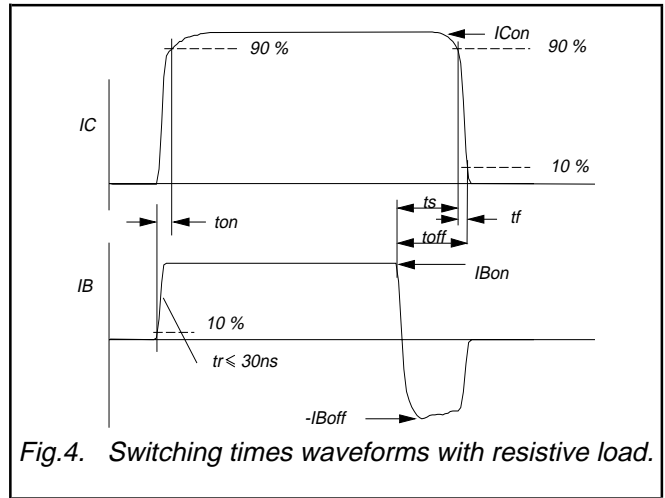 ICon
90 %
90 %
IC
10 %
ts
ton
tf
toff
IBon
IB
10 %
tr ⩽ 30ns
-IBoff
Fig.4. Switching times waveforms with resistive load.